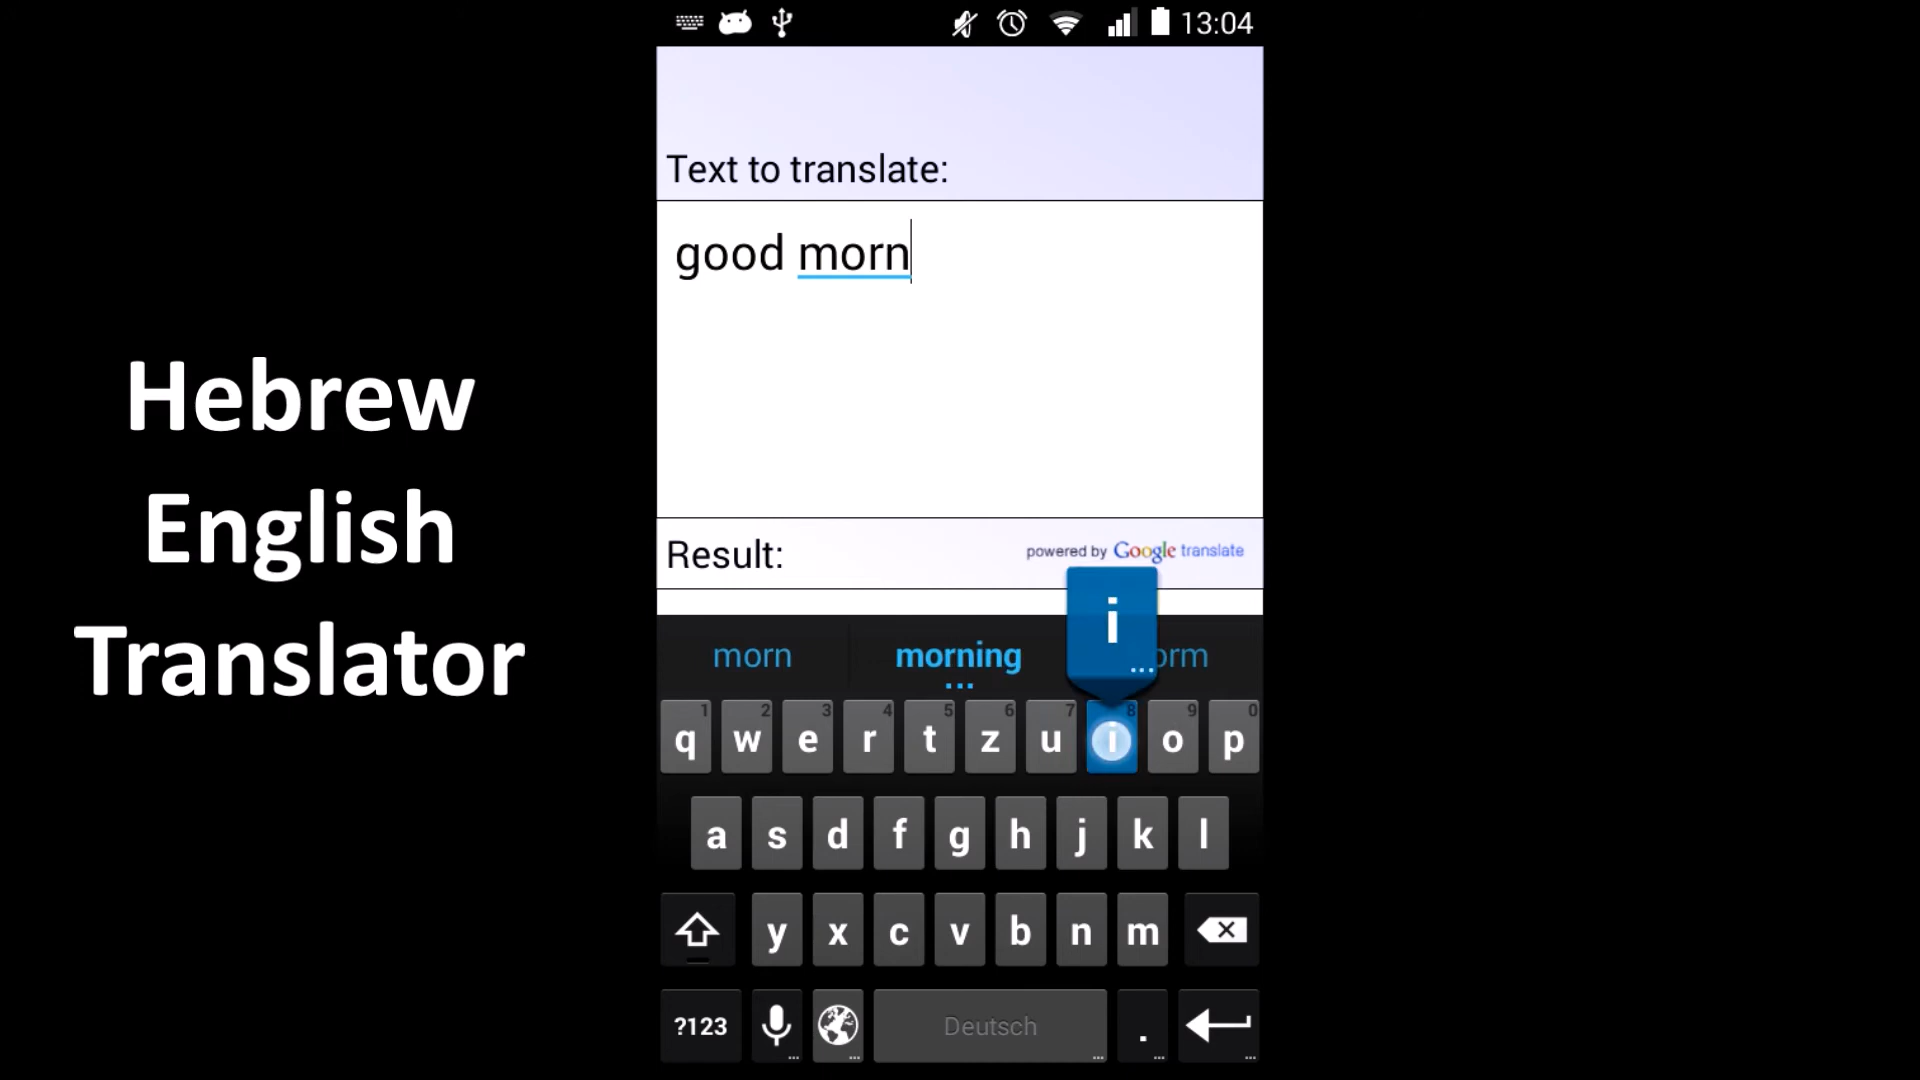 13:04
Text to translate:
good morn
Hebrew
English
Translator
Result:
powered by Google translate
i
morn morning orm
1 2 3 4 5 6 7 8 9 0
q w e r t z u i o p
a s d f g h j k l
y x c v b n m
?123 Deutsch .